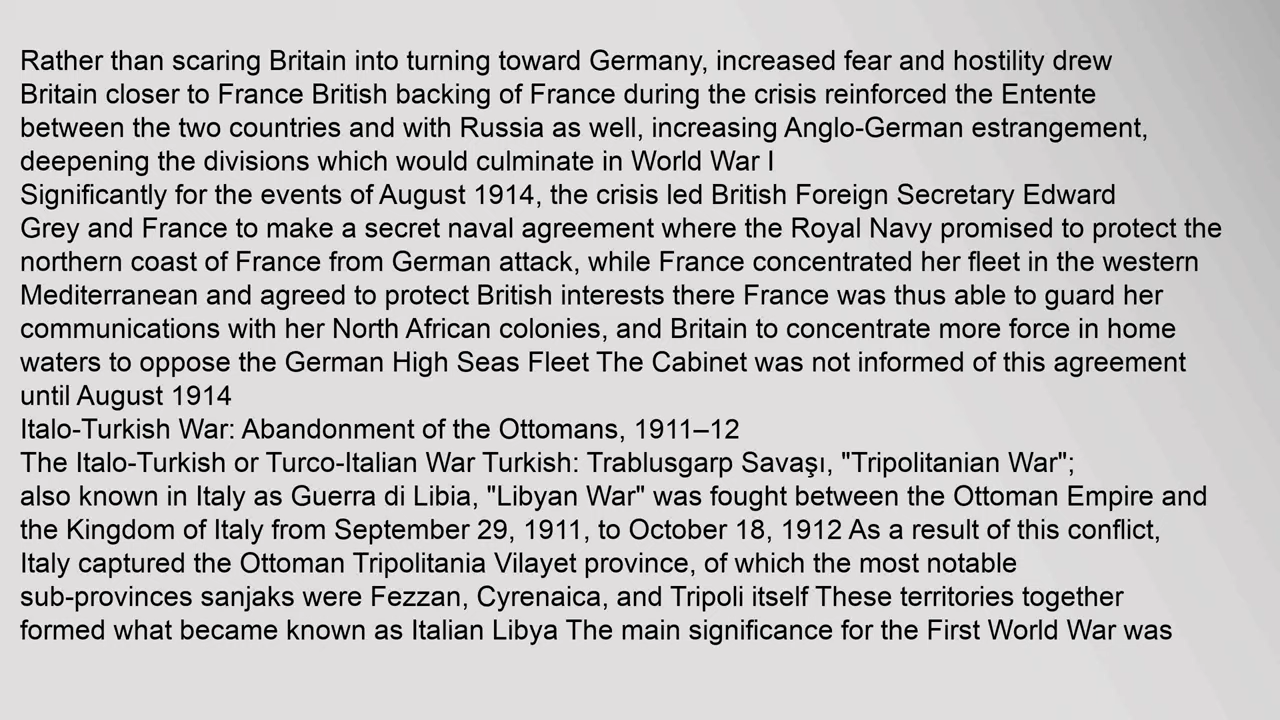 Rather than scaring Britain into turning toward Germany, increased fear and hostility drew
Britain closer to France British backing of France during the crisis reinforced the Entente
between the two countries and with Russia as well, increasing Anglo-German estrangement,
deepening the divisions which would culminate in World War I
Significantly for the events of August 1914, the crisis led British Foreign Secretary Edward
Grey and France to make a secret naval agreement where the Royal Navy promised to protect the
northern coast of France from German attack, while France concentrated her fleet in the western
Mediterranean and agreed to protect British interests there France was thus able to guard her
communications with her North African colonies, and Britain to concentrate more force in home
waters to oppose the German High Seas Fleet The Cabinet was not informed of this agreement
until August 1914
Italo-Turkish War: Abandonment of the Ottomans, 1911–12
The Italo-Turkish or Turco-Italian War Turkish: Trablusgarp Savaşı, "Tripolitanian War";
also known in Italy as Guerra di Libia, "Libyan War" was fought between the Ottoman Empire and
the Kingdom of Italy from September 29, 1911, to October 18, 1912 As a result of this conflict,
Italy captured the Ottoman Tripolitania Vilayet province, of which the most notable
sub-provinces sanjaks were Fezzan, Cyrenaica, and Tripoli itself These territories together
formed what became known as Italian Libya The main significance for the First World War was